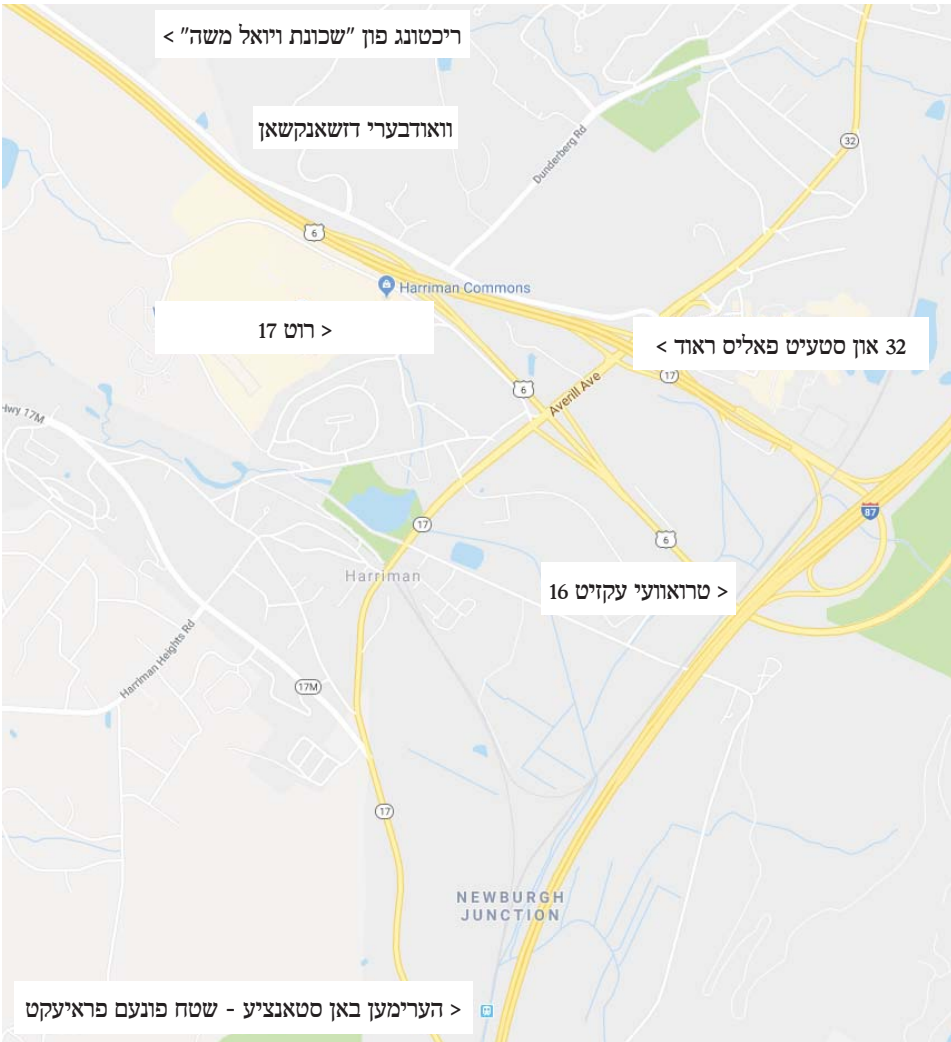 ריכטונג פון "שכונת ויואל משה" >
וואודבערי דזשאנקשאן
32
Dunderberg Rd
6
Harriman Commons
רוט 17 >
32 און סטעיט פאליס ראוד >
17
6
Averill Ave
Hwy 17M
87
17
6
Harriman
טרואוועי עקזיט 16 >
Harriman Heights Rd
17M
17
NEWBURGH
JUNCTION
הערימען באן סטאנציע - שטח פונעם פראיעקט >